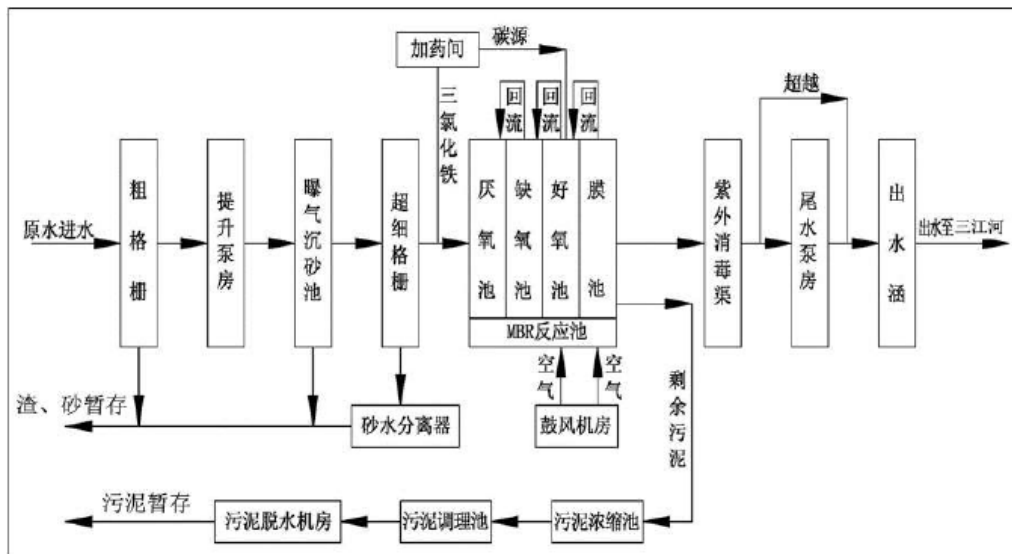 加药间
碳源
三氯化铁
回流
回流
回流
超越
原水进水
粗格栅
提升泵房
曝气沉砂池
超细格栅
厌氧池
缺氧池
好氧池
膜池
MBR反应池
紫外消毒渠
尾水泵房
出水涵
出水至三江河
空气
空气
剩余污泥
渣、砂暂存
砂水分离器
鼓风机房
污泥暂存
污泥脱水机房
污泥调理池
污泥浓缩池